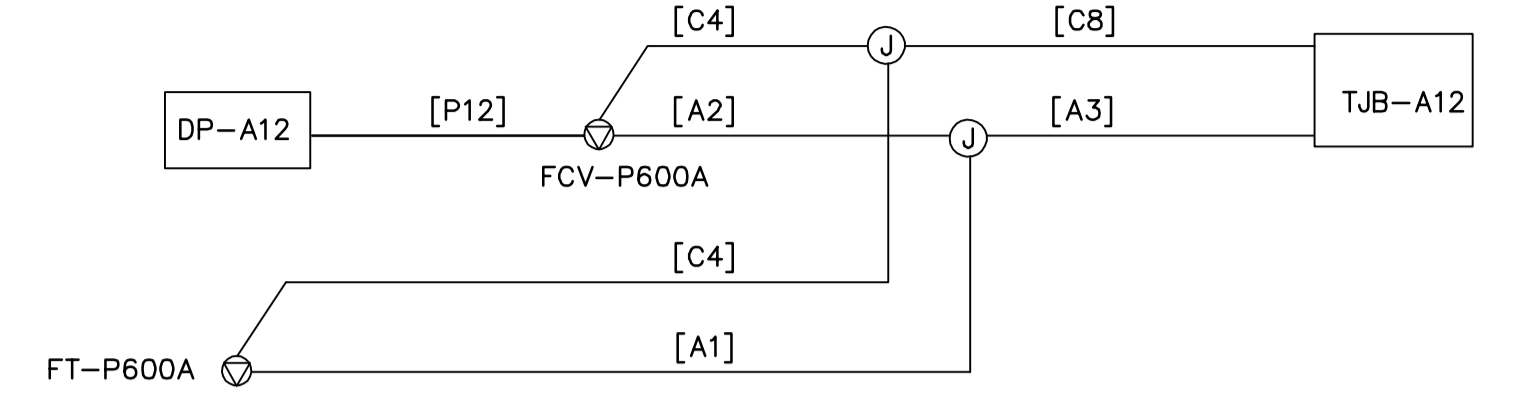 [C4]
[C8]
J
TJB-A12
[P12]
[A2]
[A3]
DP-A12
J
FCV-P600A
[C4]
[A1]
FT-P600A